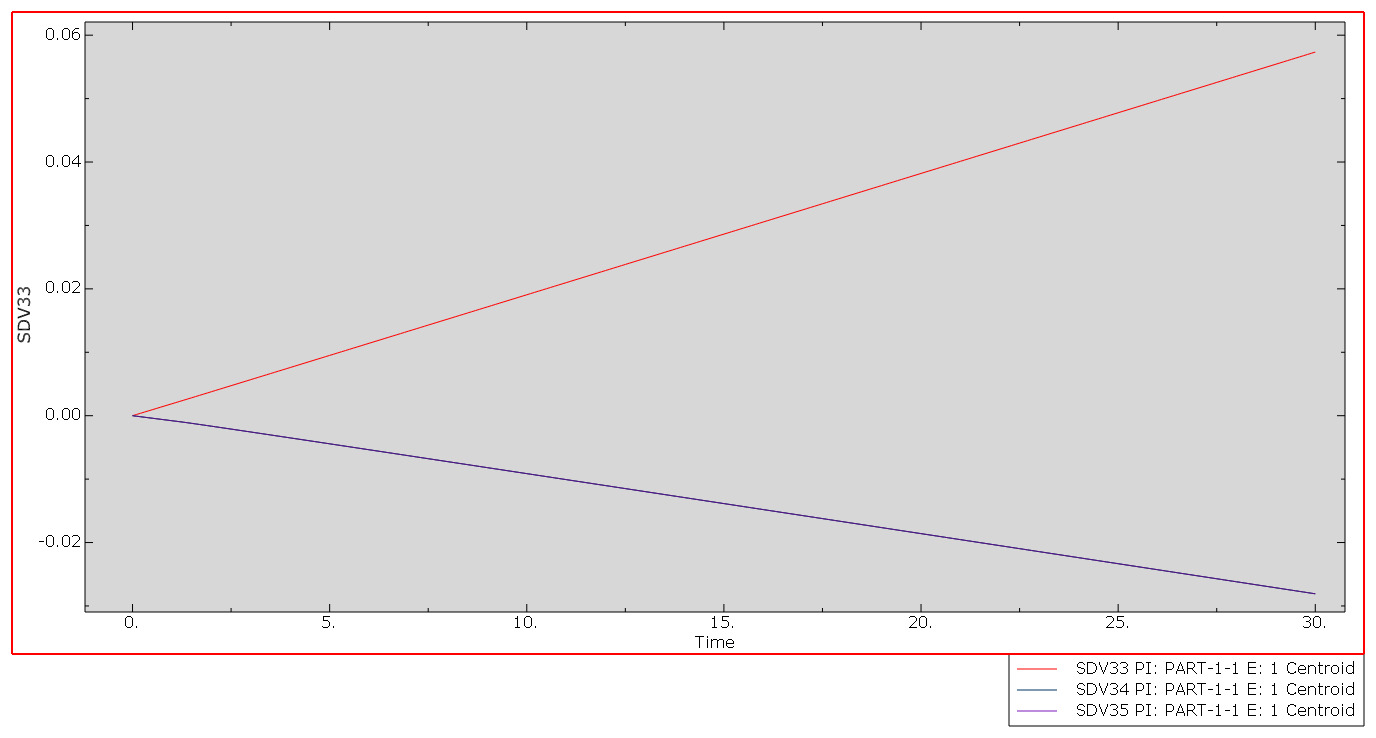 0.06
0.04
0.02
0.00
-0.02
SDV33
0. 5. 10. 15. 20. 25. 30.
Time
SDV33 PI: PART-1-1 E: 1 Centroid
SDV34 PI: PART-1-1 E: 1 Centroid
SDV35 PI: PART-1-1 E: 1 Centroid